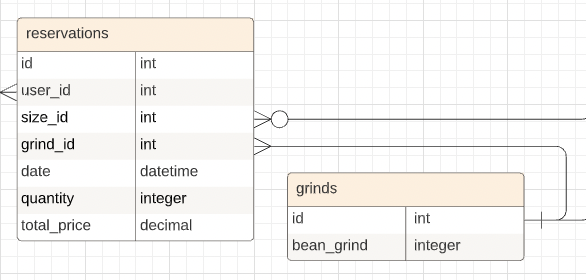 reservations
id int
user_id int
size_id int
grind_id int
date datetime
quantity integer
total_price decimal
grinds
id int
bean_grind integer